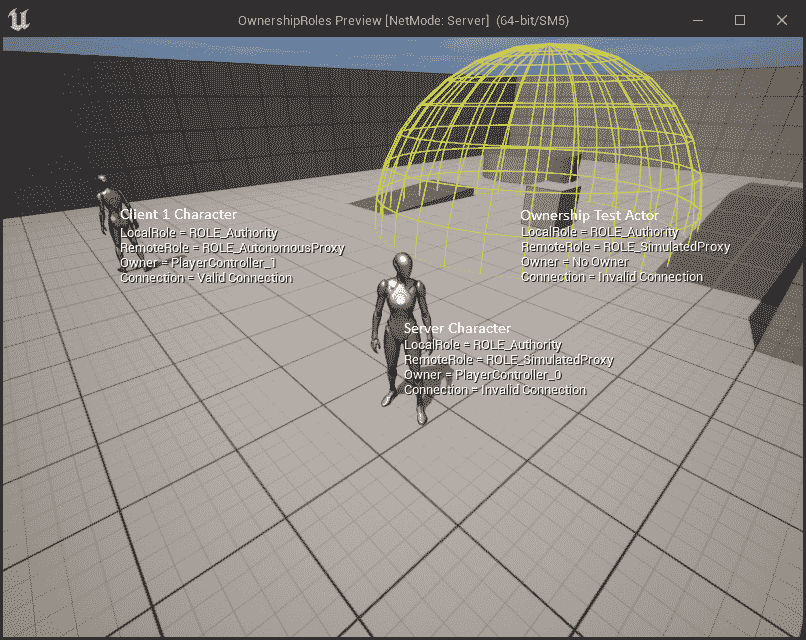 OwnershipRoles Preview [NetMode: Server] (64-bit/SM5)
Client 1 Character
LocalRole = ROLE_Authority
RemoteRole = ROLE_AutonomousProxy
Owner = PlayerController_1
Connection = Valid Connection
Ownership Test Actor
LocalRole = ROLE_Authority
RemoteRole = ROLE_SimulatedProxy
Owner = No Owner
Connection = Invalid Connection
Server Character
LocalRole = ROLE_Authority
RemoteRole = ROLE_SimulatedProxy
Owner = PlayerController_0
Connection = Invalid Connection